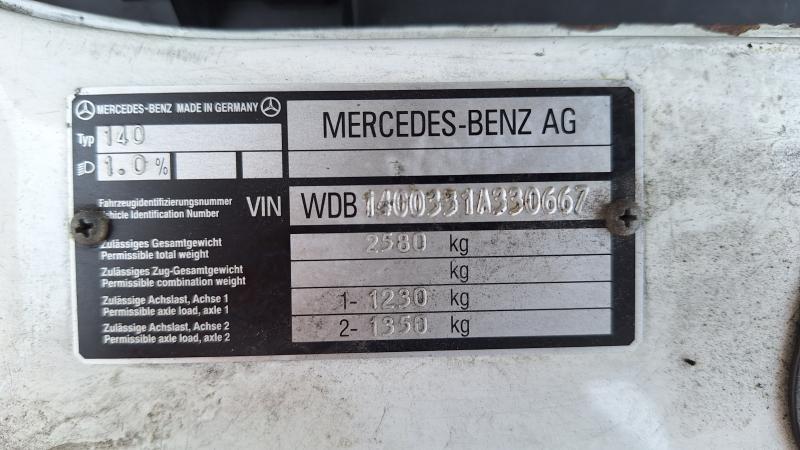 MERCEDES-BENZ MADE IN GERMANY
MERCEDES-BENZ AG
Typ 140
1.0 %
Fahrzeugidentifizierungsnummer
Vehicle Identification Number
VIN WDB1400331A330667
Zulässiges Gesamtgewicht
Permissible total weight
2580 kg
Zulässiges Zug-Gesamtgewicht
Permissible combination weight
kg
Zulässige Achslast, Achse 1
Permissible axle load, axle 1
1- 1230 kg
Zulässige Achslast, Achse 2
Permissible axle load, axle 2
2- 1350 kg